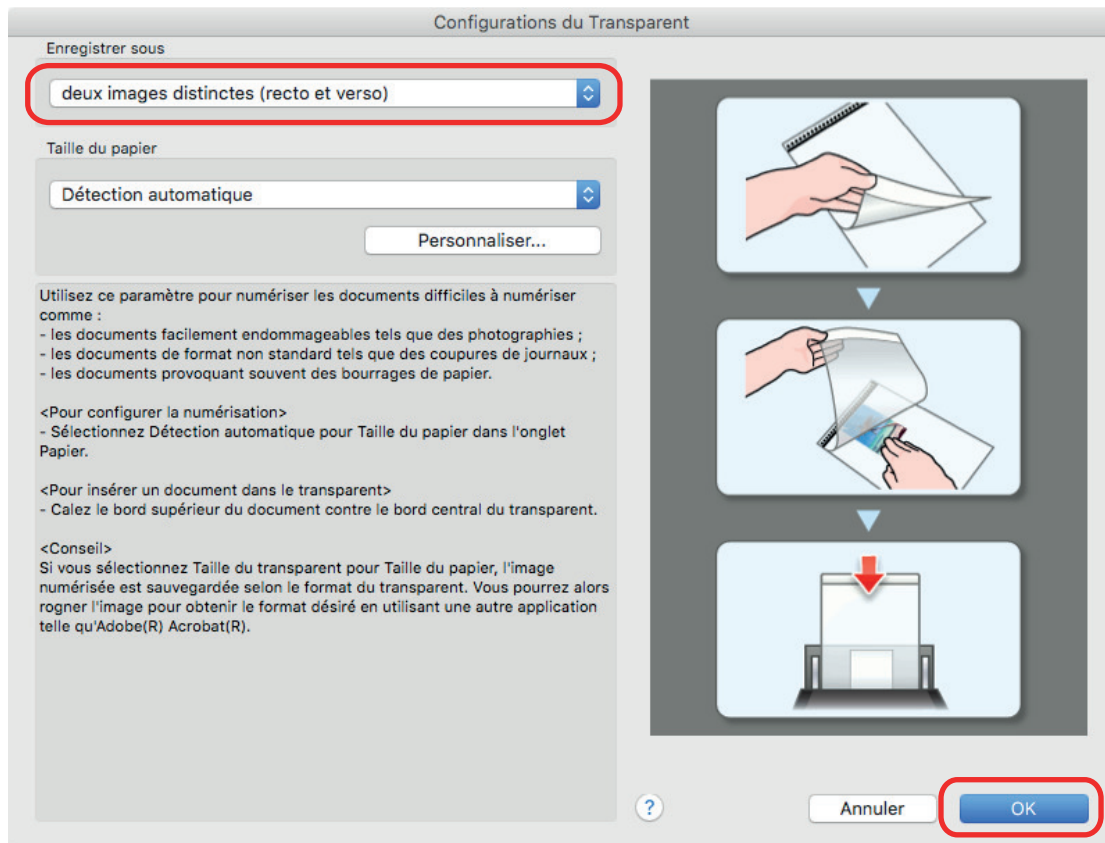 Configurations du Transparent
Enregistrer sous
deux images distinctes (recto et verso)
Taille du papier
Détection automatique
Personnaliser...
Utilisez ce paramètre pour numériser les documents difficiles à numériser
comme :
- les documents facilement endommageables tels que des photographies ;
- les documents de format non standard tels que des coupures de journaux ;
- les documents provoquant souvent des bourrages de papier.
<Pour configurer la numérisation>
- Sélectionnez Détection automatique pour Taille du papier dans l'onglet
Papier.
<Pour insérer un document dans le transparent>
- Calez le bord supérieur du document contre le bord central du transparent.
<Conseil>
Si vous sélectionnez Taille du transparent pour Taille du papier, l'image
numérisée est sauvegardée selon le format du transparent. Vous pourrez alors
rogner l'image pour obtenir le format désiré en utilisant une autre application
telle qu'Adobe(R) Acrobat(R).
?
Annuler
OK